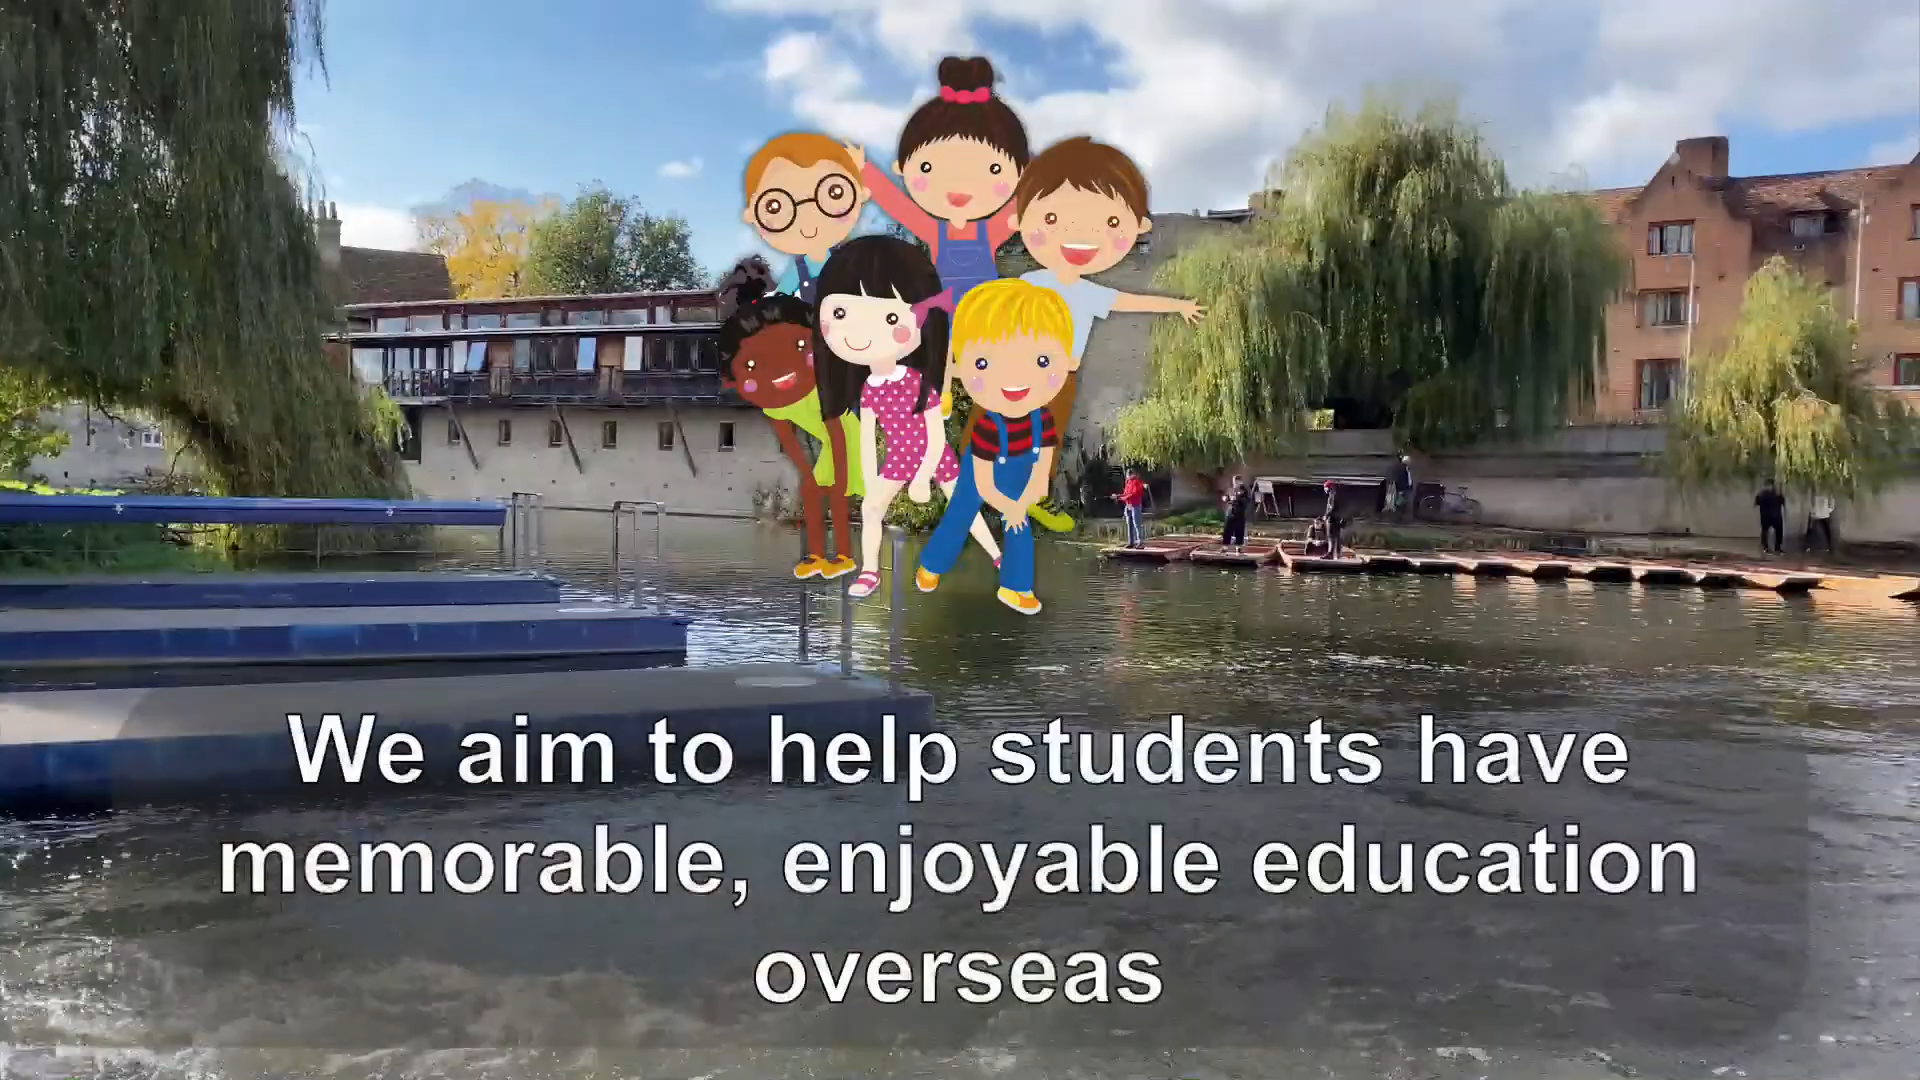 We aim to help students have
memorable, enjoyable education
overseas